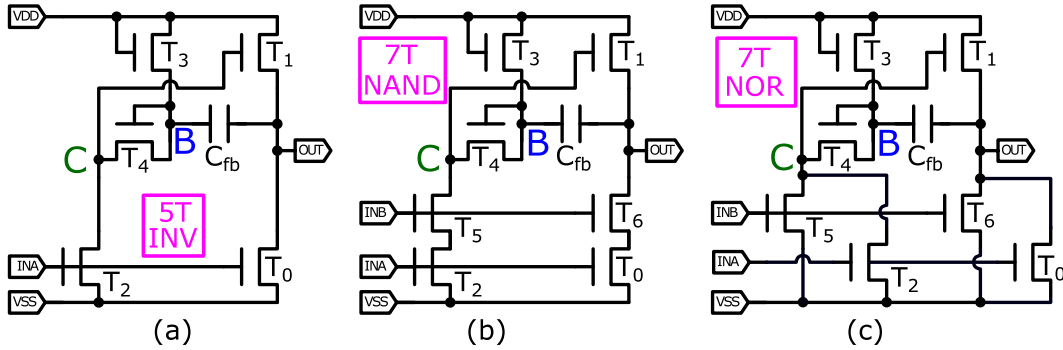 VDD
T3
T1
B
Cfb
C
T4
OUT
5T
INV
INA
T2
T0
VSS
(a)
VDD
7T
NAND
T3
T1
B
Cfb
C
T4
OUT
INB
T5
T6
INA
T2
T0
VSS
(b)
VDD
7T
NOR
T3
T1
B
Cfb
C
T4
OUT
INB
T5
T6
INA
T2
T0
VSS
(c)